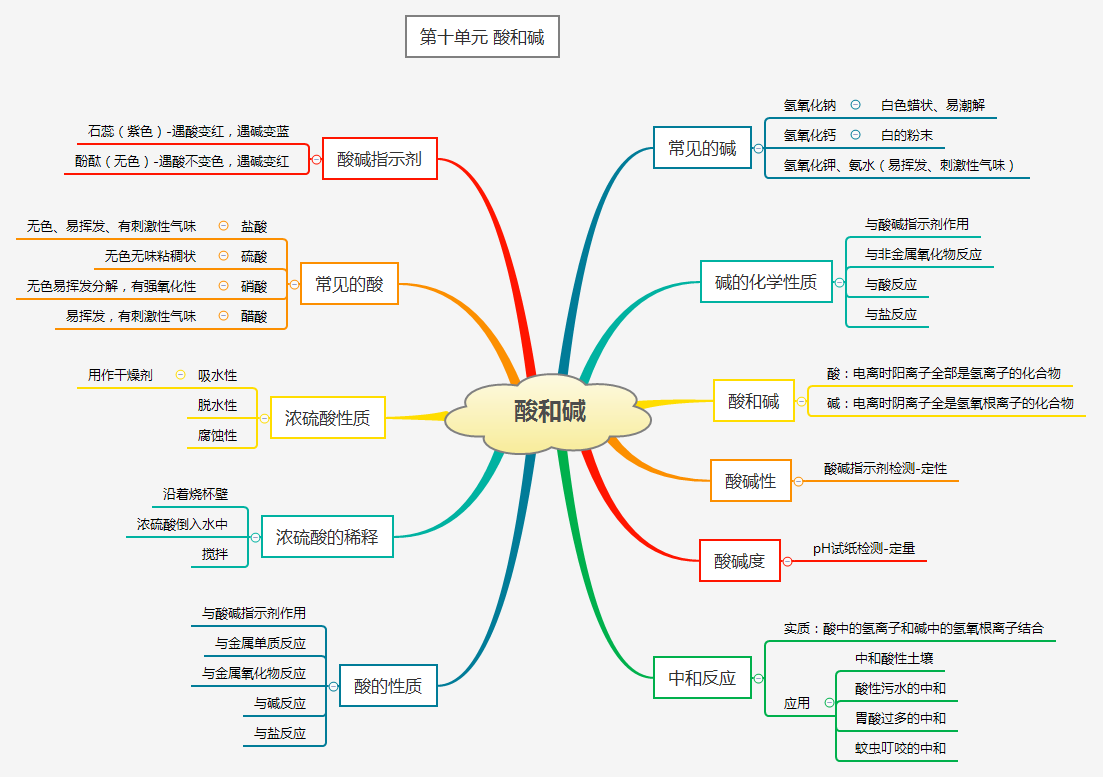 第十单元 酸和碱
酸和碱
常见的碱
氢氧化钠
白色蜡状、易潮解
氢氧化钙
白的粉末
氢氧化钾、氨水（易挥发、刺激性气味）
碱的化学性质
与酸碱指示剂作用
与非金属氧化物反应
与酸反应
与盐反应
酸和碱
酸：电离时阳离子全部是氢离子的化合物
碱：电离时阴离子全是氢氧根离子的化合物
酸碱性
酸碱指示剂检测-定性
酸碱度
pH试纸检测-定量
中和反应
实质：酸中的氢离子和碱中的氢氧根离子结合
应用
中和酸性土壤
酸性污水的中和
胃酸过多的中和
蚊虫叮咬的中和
酸碱指示剂
石蕊（紫色）-遇酸变红，遇碱变蓝
酚酞（无色）-遇酸不变色，遇碱变红
常见的酸
无色、易挥发、有刺激性气味
盐酸
无色无味粘稠状
硫酸
无色易挥发分解，有强氧化性
硝酸
易挥发，有刺激性气味
醋酸
浓硫酸性质
用作干燥剂
吸水性
脱水性
腐蚀性
浓硫酸的稀释
沿着烧杯壁
浓硫酸倒入水中
搅拌
酸的性质
与酸碱指示剂作用
与金属单质反应
与金属氧化物反应
与碱反应
与盐反应